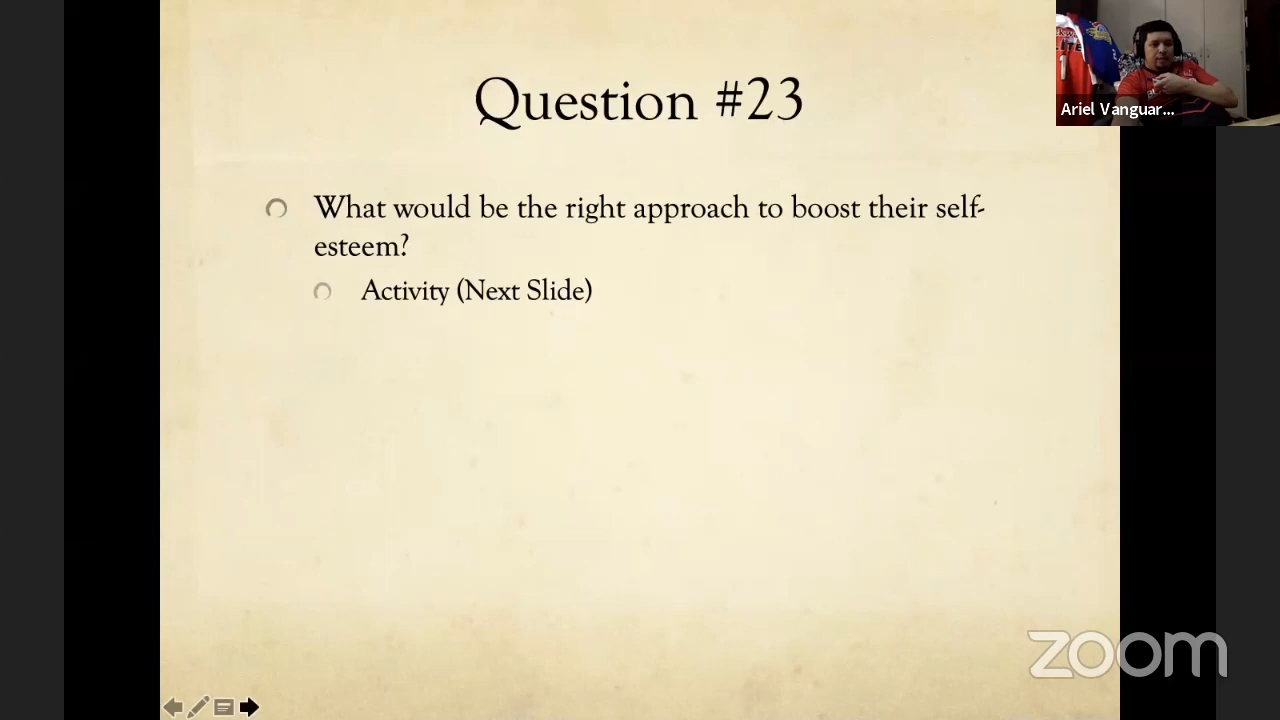 Question #23
What would be the right approach to boost their self-
esteem?
Activity (Next Slide)
Ariel Vanguar...
zoom